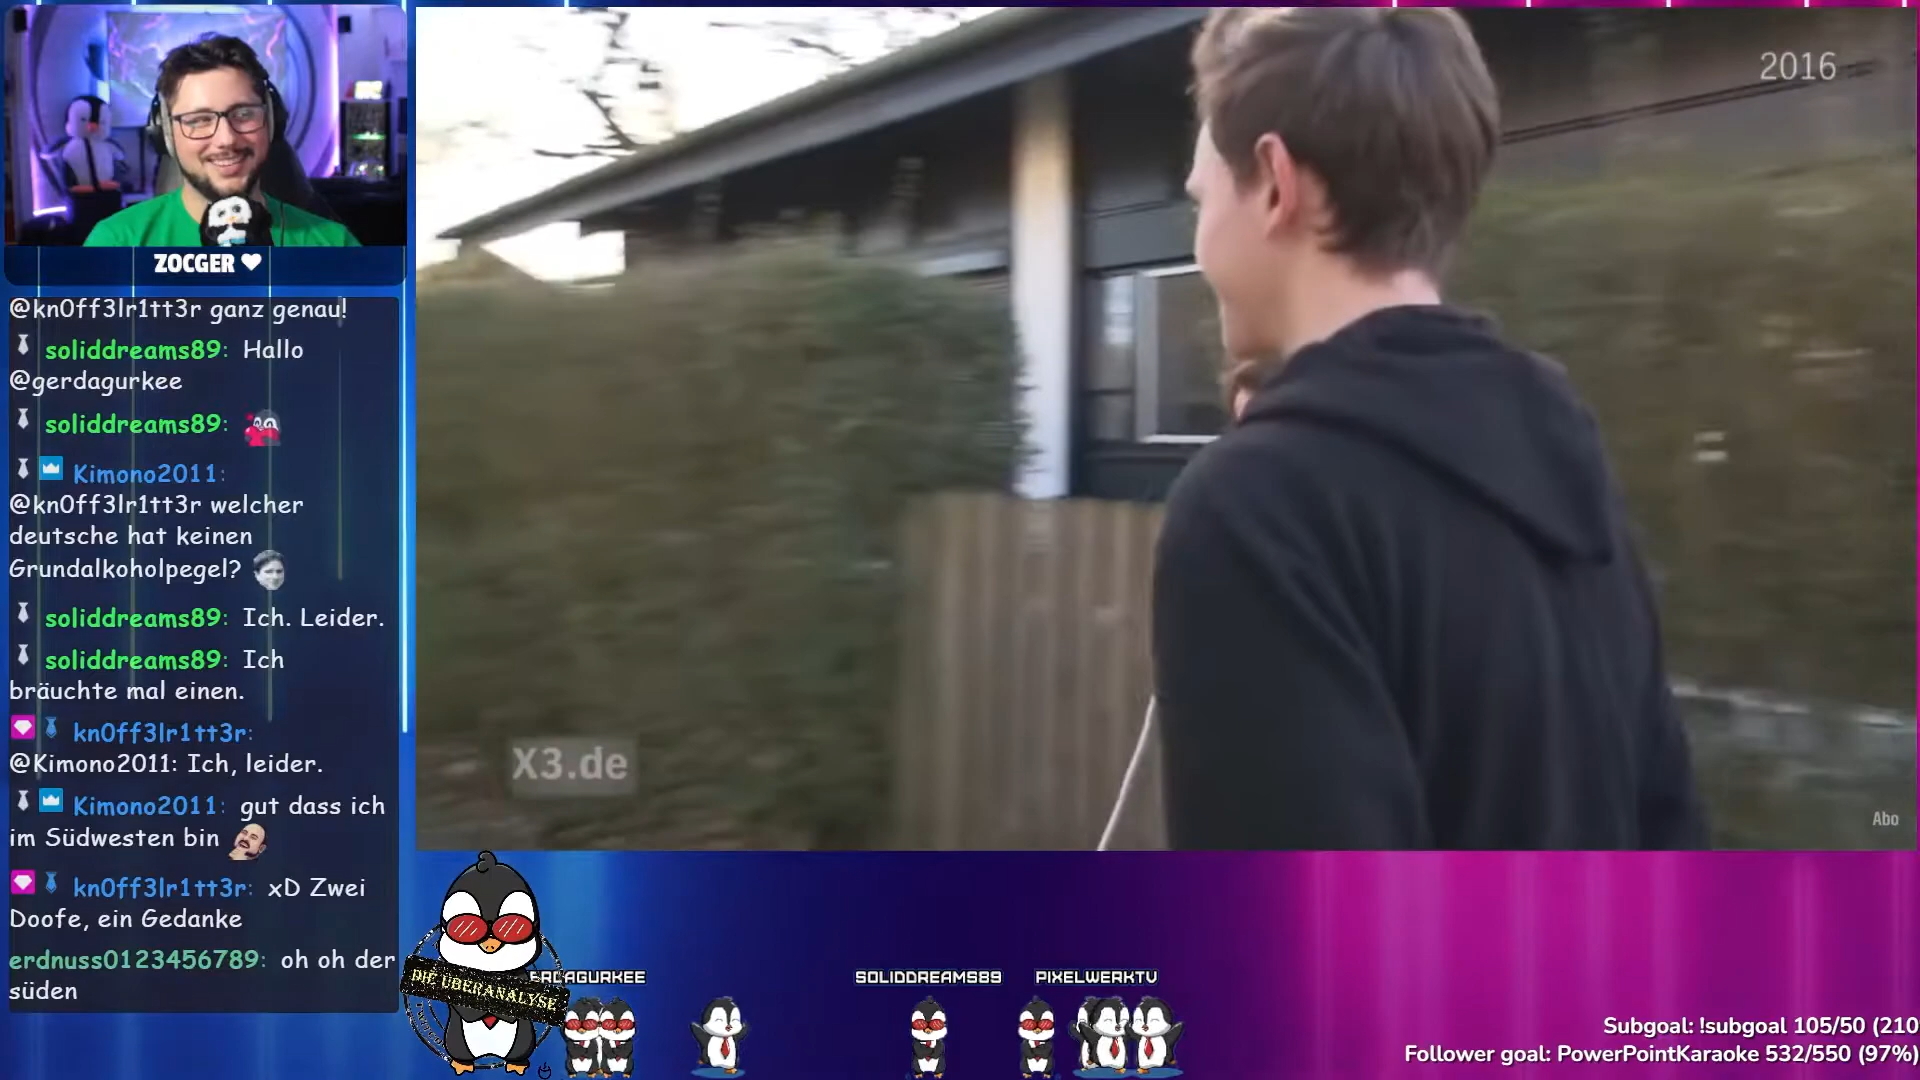 ZOCGER
@kn0ff3lr1tt3r ganz genau!
soliddreams89: Hallo
@gerdagurkee
soliddreams89:
Kimono2011:
@kn0ff3lr1tt3r welcher
deutsche hat keinen
Grundalkoholpegel?
soliddreams89: Ich. Leider.
soliddreams89: Ich
bräuchte mal einen.
kn0ff3lr1tt3r:
@Kimono2011: Ich, leider.
Kimono2011: gut dass ich
im Südwesten bin
kn0ff3lr1tt3r: xD Zwei
Doofe, ein Gedanke
erdnuss0123456789: oh oh der
süden
2016
X3.de
Abo
DIE ÜBERANALYSE
ERDAGURKEE
SOLIDDREAMS89
PIXELWERKTV
Subgoal: !subgoal 105/50 (210
Follower goal: PowerPointKaraoke 532/550 (97%)